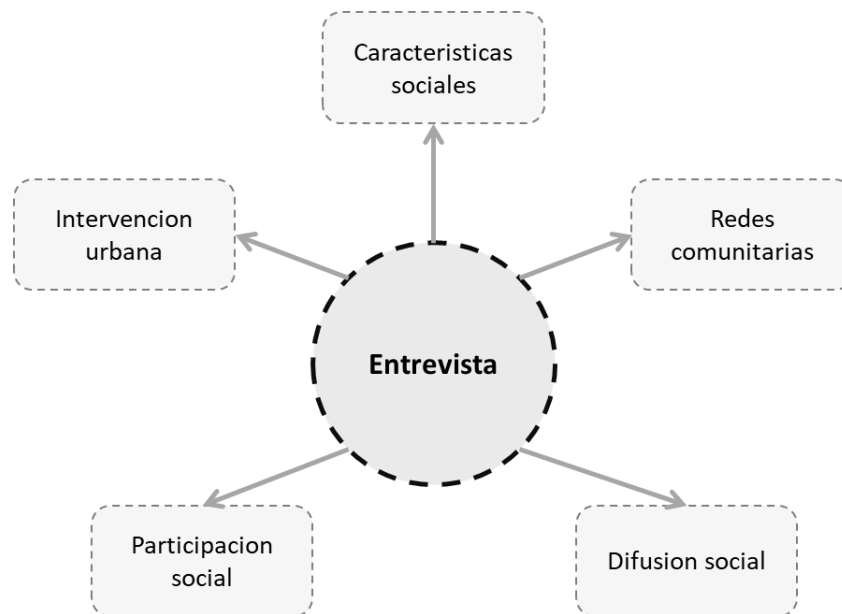 Caracteristicas
sociales
Intervencion
urbana
Redes
comunitarias
Entrevista
Participacion
social
Difusion social